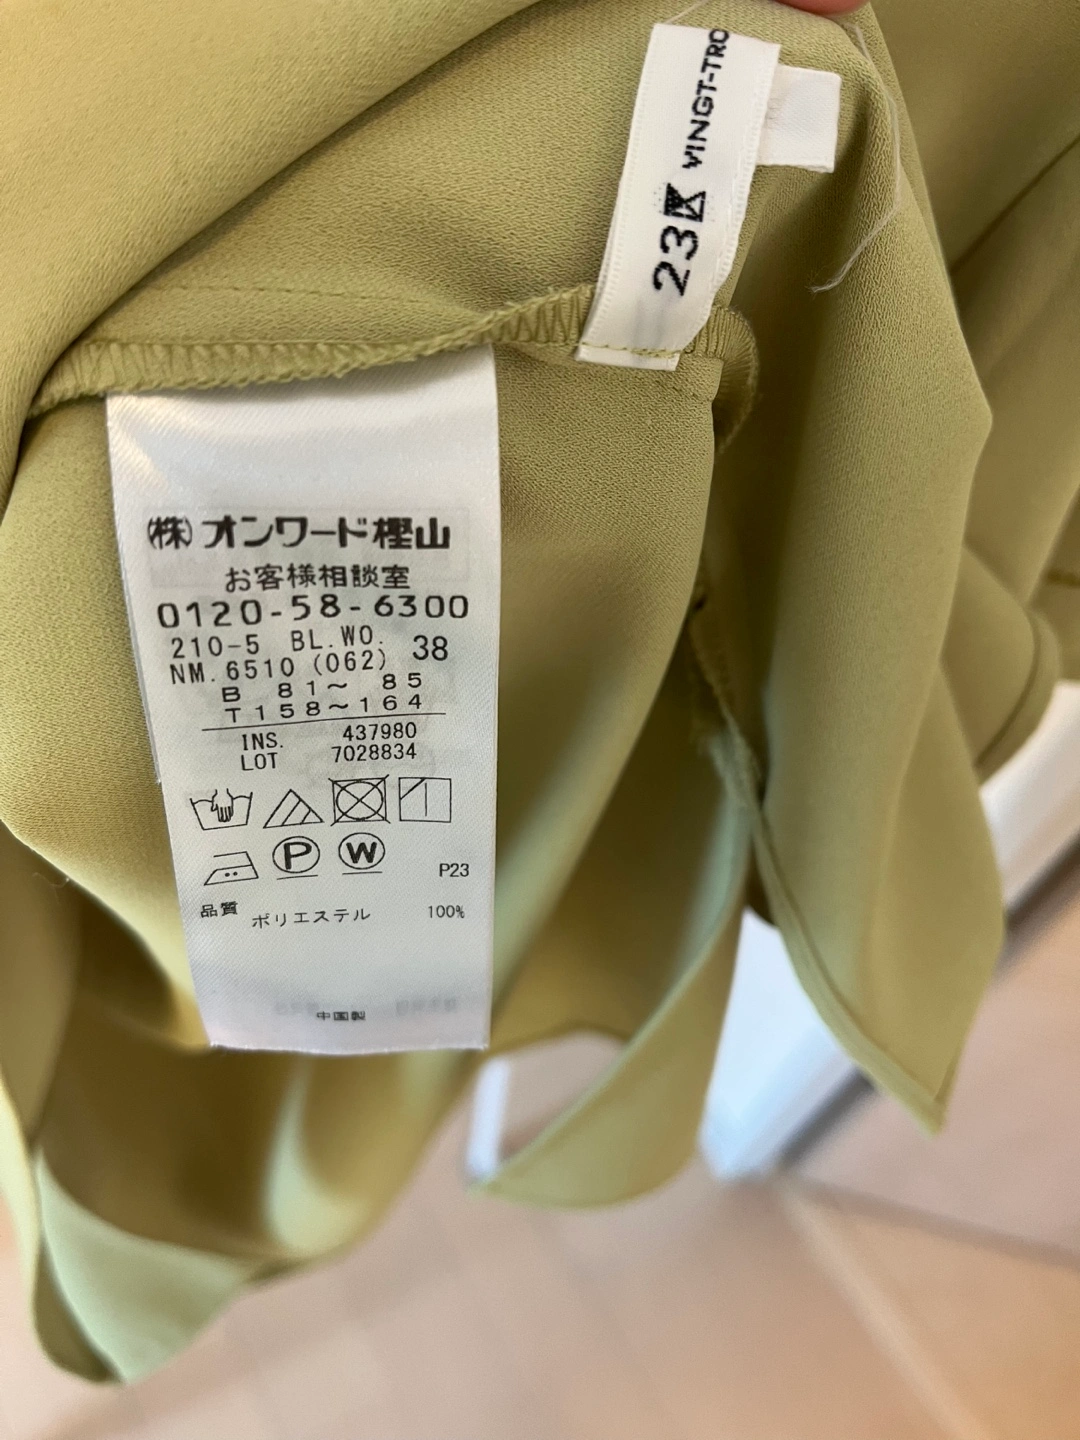 23区 VINGT-TRO
㈱オンワード樫山
お客様相談室
0120-58-6300
210-5 BL.WO. 38
NM.6510 (062)
B 81～ 85
T158～164
INS. 437980
LOT 7028834
P W
P23
品質 ポリエステル 100%
中国製